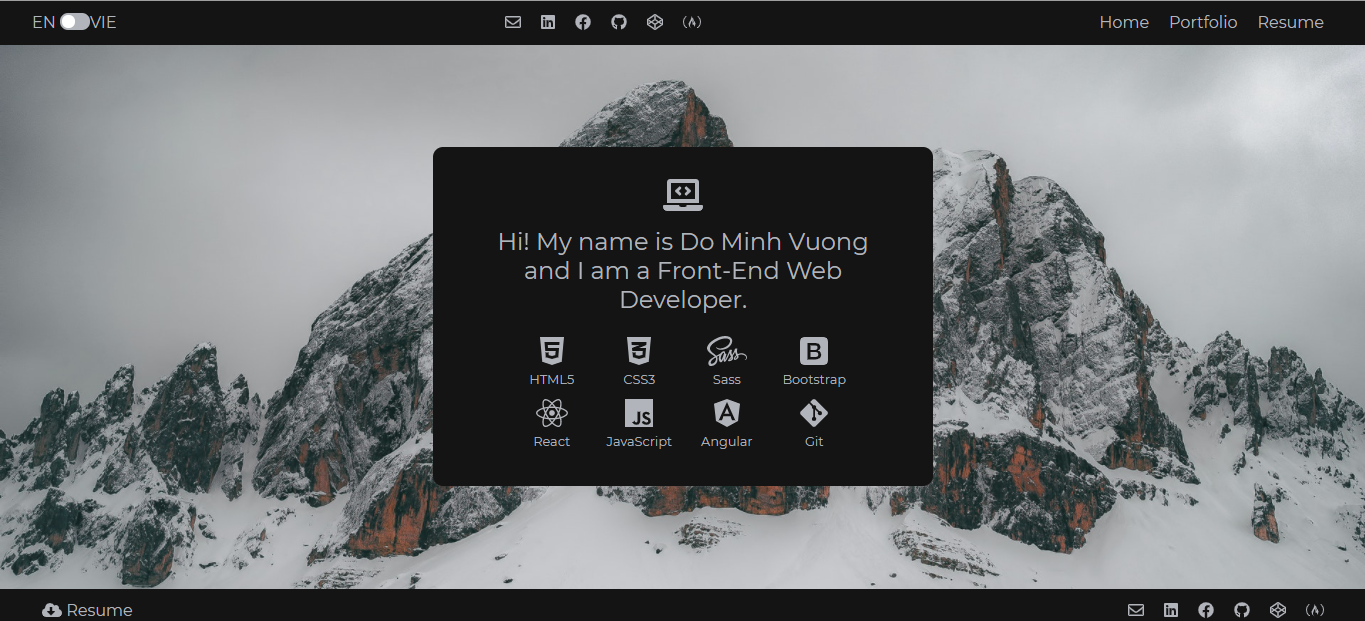 EN VIE
Home Portfolio Resume
Hi! My name is Do Minh Vuong
and I am a Front-End Web
Developer.
HTML5 CSS3 Sass Bootstrap
React JavaScript Angular Git
Resume